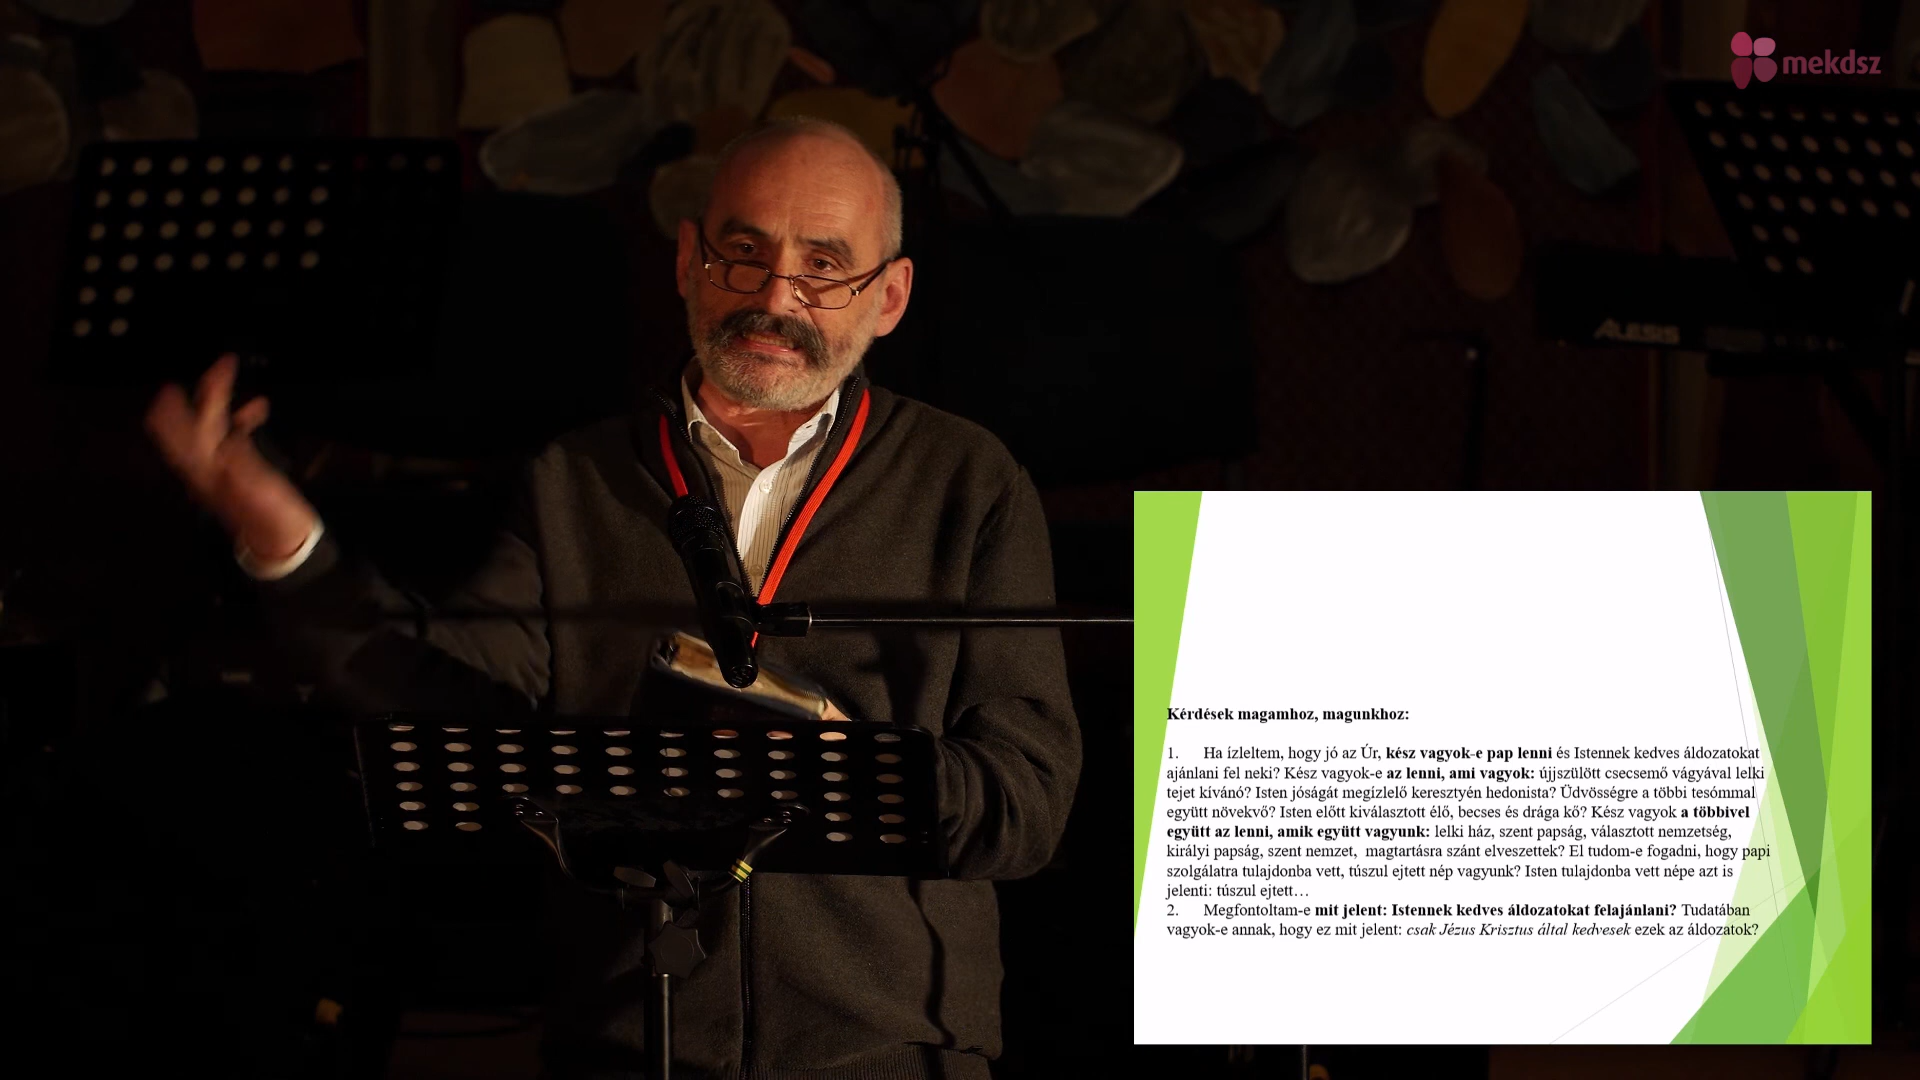 mekdsz
ALESIS
Kérdések magamhoz, magunkhoz:
1. Ha ízleltem, hogy jó az Úr, kész vagyok-e pap lenni és Istennek kedves áldozatokat
ajánlani fel neki? Kész vagyok-e az lenni, ami vagyok: újjszülött csecsemő vágyával lelki
tejet kívánó? Isten jóságát megízlelő keresztyén hedonista? Üdvösségre a többi tesómmal
együtt növekvő? Isten előtt kiválasztott élő, becses és drága kő? Kész vagyok a többivel
együtt az lenni, amik együtt vagyunk: lelki ház, szent papság, választott nemzetség,
királyi papság, szent nemzet, magtartásra szánt elveszettek? El tudom-e fogadni, hogy papi
szolgálatra tulajdonba vett, túszul ejtett nép vagyunk? Isten tulajdonba vett népe azt is
jelenti: túszul ejtett…
2. Megfontoltam-e mit jelent: Istennek kedves áldozatokat felajánlani? Tudatában
vagyok-e annak, hogy ez mit jelent: csak Jézus Krisztus által kedvesek ezek az áldozatok?